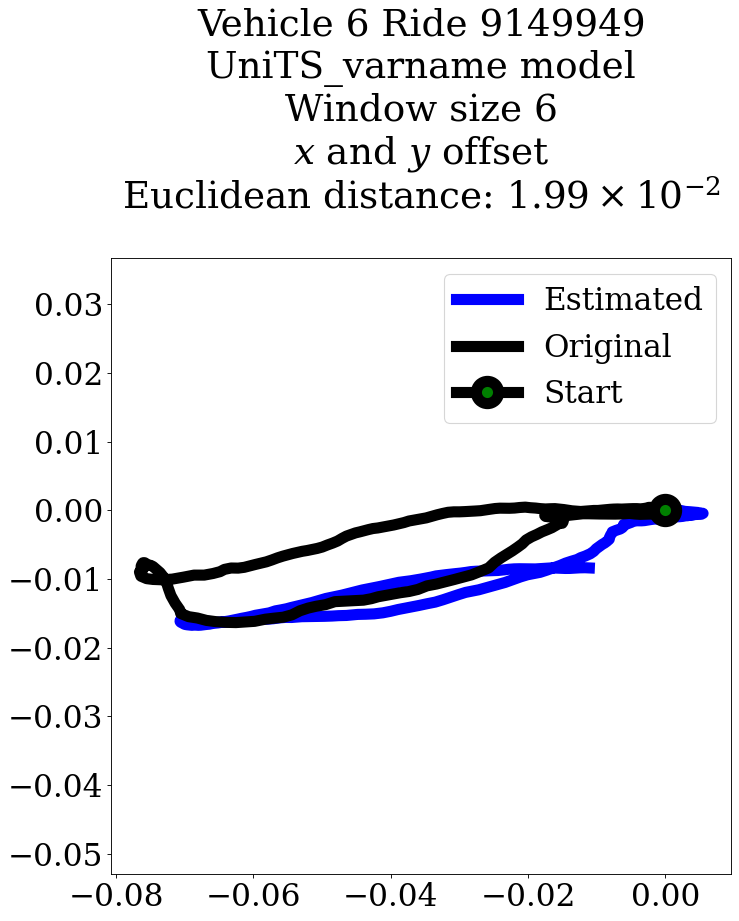 Vehicle 6 Ride 9149949
UniTS_varname model
Window size 6
x and y offset
Euclidean distance: 1.99 × 10⁻²
Estimated
Original
Start
0.03
0.02
0.01
0.00
−0.01
−0.02
−0.03
−0.04
−0.05
−0.08 −0.06 −0.04 −0.02 0.00